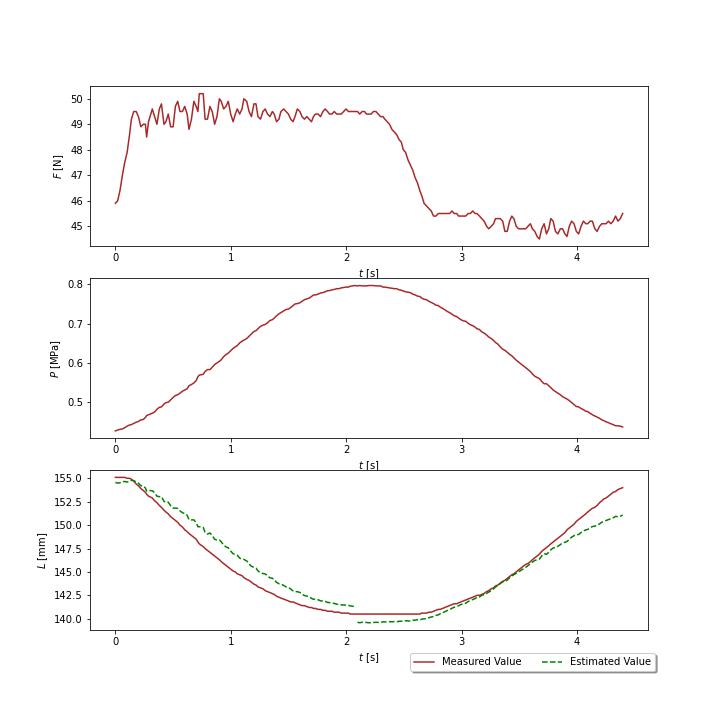 50
49
48
47
46
45
F [N]
0 1 2 3 4
t [s]
0.8
0.7
0.6
0.5
P [MPa]
0 1 2 3 4
t [s]
155.0
152.5
150.0
147.5
145.0
142.5
140.0
L [mm]
0 1 2 3 4
t [s]
Measured Value Estimated Value